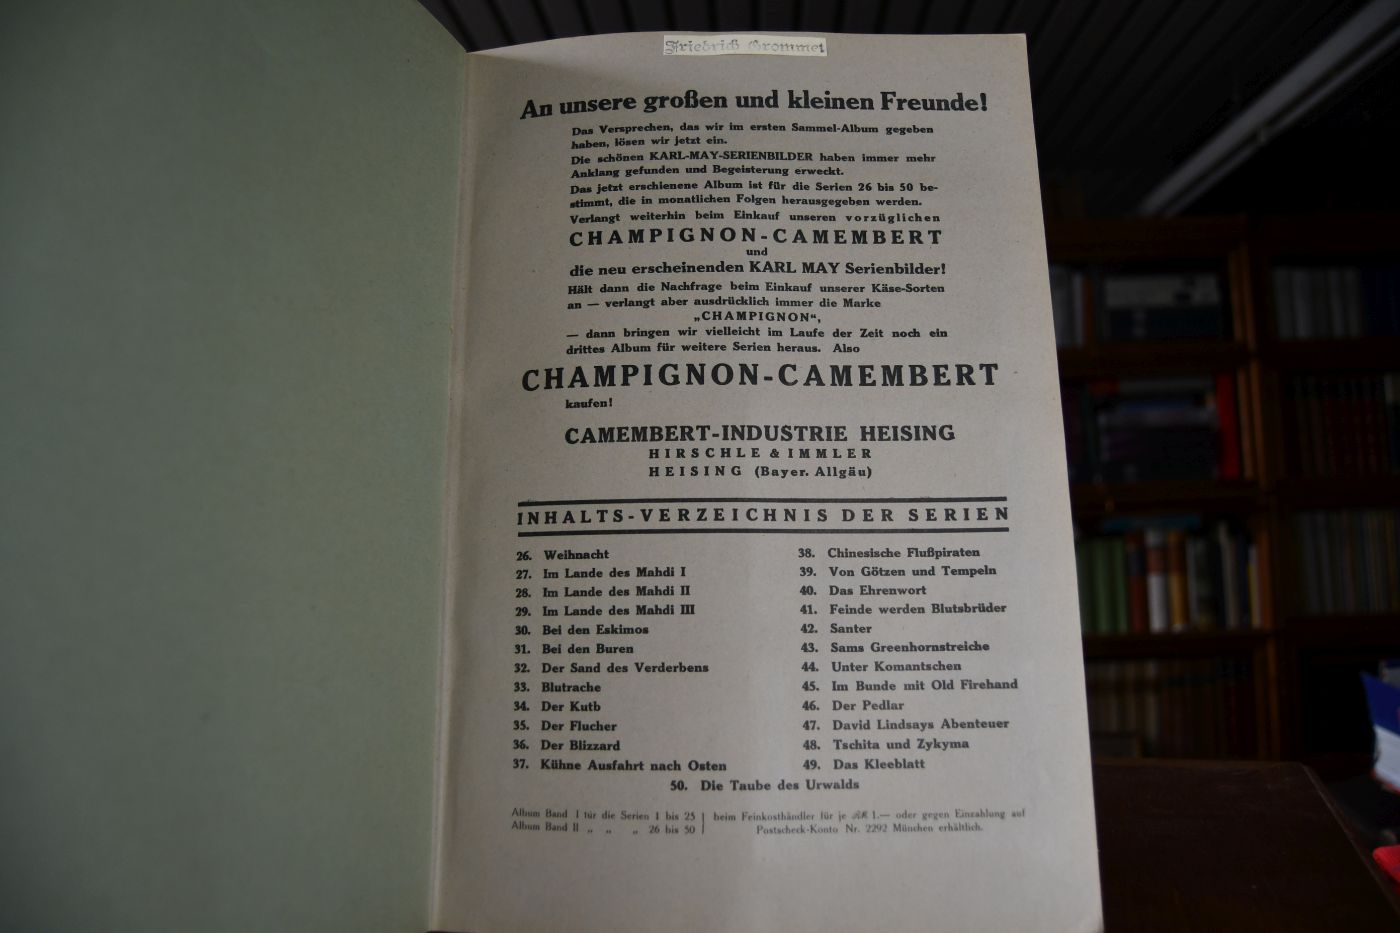 Friedrich Grommet
An unsere großen und kleinen Freunde!
Das Versprechen, das wir im ersten Sammel-Album gegeben
haben, lösen wir jetzt ein.
Die schönen KARL-MAY-SERIENBILDER haben immer mehr
Anklang gefunden und Begeisterung erweckt.
Das jetzt erschienene Album ist für die Serien 26 bis 50 be-
stimmt, die in monatlichen Folgen herausgegeben werden.
Verlangt weiterhin beim Einkauf unseren vorzüglichen
CHAMPIGNON-CAMEMBERT
und
die neu erscheinenden KARL MAY Serienbilder!
Hält dann die Nachfrage beim Einkauf unserer Käse-Sorten
an — verlangt aber ausdrücklich immer die Marke
„CHAMPIGNON“,
— dann bringen wir vielleicht im Laufe der Zeit noch ein
drittes Album für weitere Serien heraus. Also
CHAMPIGNON-CAMEMBERT
kaufen!
CAMEMBERT-INDUSTRIE HEISING
HIRSCHLE & IMMLER
HEISING (Bayer. Allgäu)
INHALTS-VERZEICHNIS DER SERIEN
26. Weihnacht
27. Im Lande des Mahdi I
28. Im Lande des Mahdi II
29. Im Lande des Mahdi III
30. Bei den Eskimos
31. Bei den Buren
32. Der Sand des Verderbens
33. Blutrache
34. Der Kutb
35. Der Flucher
36. Der Blizzard
37. Kühne Ausfahrt nach Osten
38. Chinesische Flußpiraten
39. Von Götzen und Tempeln
40. Das Ehrenwort
41. Feinde werden Blutsbrüder
42. Santer
43. Sams Greenhornstreiche
44. Unter Komantschen
45. Im Bunde mit Old Firehand
46. Der Pedlar
47. David Lindsays Abenteuer
48. Tschita und Zykyma
49. Das Kleeblatt
50. Die Taube des Urwalds
Album Band I für die Serien 1 bis 25 | beim Feinkosthändler für je RM 1.— oder gegen Einzahlung auf
Album Band II „ „ „ 26 bis 50 | Postscheck-Konto Nr. 2292 München erhältlich.